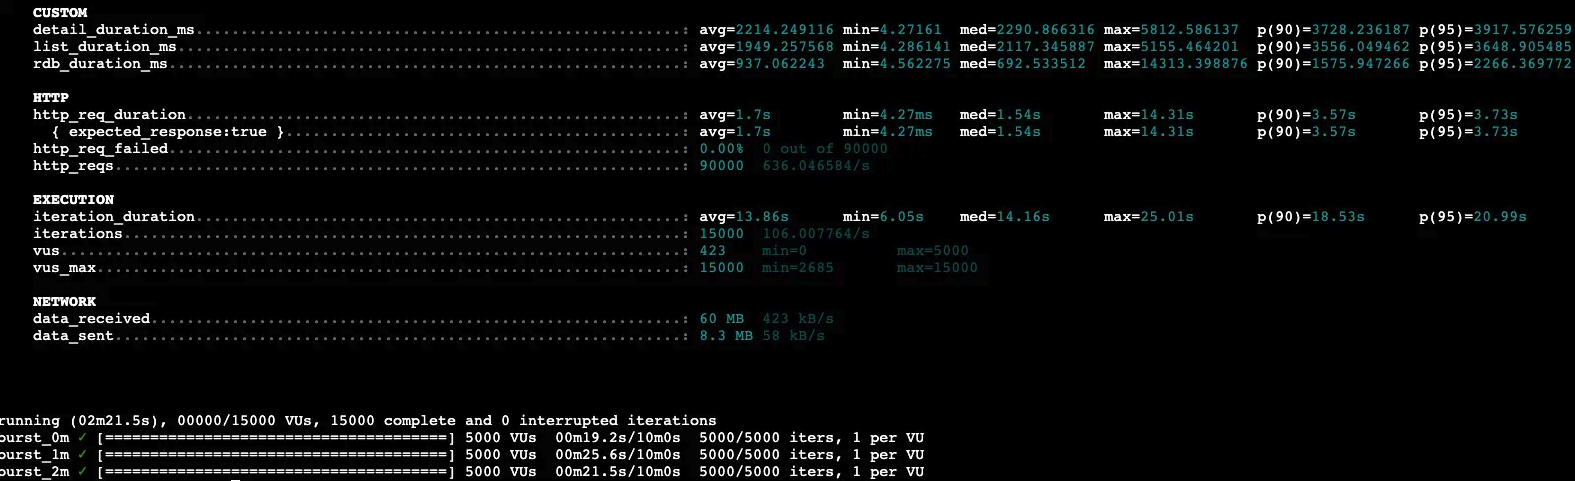 CUSTOM
detail_duration_ms......................................................: avg=2214.249116 min=4.27161 med=2290.866316 max=5812.586137 p(90)=3728.236187 p(95)=3917.576259
list_duration_ms........................................................: avg=1949.257568 min=4.286141 med=2117.345887 max=5155.464201 p(90)=3556.049462 p(95)=3648.905485
rdb_duration_ms.........................................................: avg=937.062243 min=4.562275 med=692.533512 max=14313.398876 p(90)=1575.947266 p(95)=2266.369772
HTTP
http_req_duration.......................................................: avg=1.7s min=4.27ms med=1.54s max=14.31s p(90)=3.57s p(95)=3.73s
{ expected_response:true }............................................: avg=1.7s min=4.27ms med=1.54s max=14.31s p(90)=3.57s p(95)=3.73s
http_req_failed.........................................................: 0.00% 0 out of 90000
http_reqs...............................................................: 90000 636.046584/s
EXECUTION
iteration_duration......................................................: avg=13.86s min=6.05s med=14.16s max=25.01s p(90)=18.53s p(95)=20.99s
iterations..............................................................: 15000 106.007764/s
vus.....................................................................: 423 min=0 max=5000
vus_max.................................................................: 15000 min=2685 max=15000
NETWORK
data_received...........................................................: 60 MB 423 kB/s
data_sent...............................................................: 8.3 MB 58 kB/s
running (02m21.5s), 00000/15000 VUs, 15000 complete and 0 interrupted iterations
burst_0m ✓ [======================================] 5000 VUs 00m19.2s/10m0s 5000/5000 iters, 1 per VU
burst_1m ✓ [======================================] 5000 VUs 00m25.6s/10m0s 5000/5000 iters, 1 per VU
burst_2m ✓ [======================================] 5000 VUs 00m21.5s/10m0s 5000/5000 iters, 1 per VU